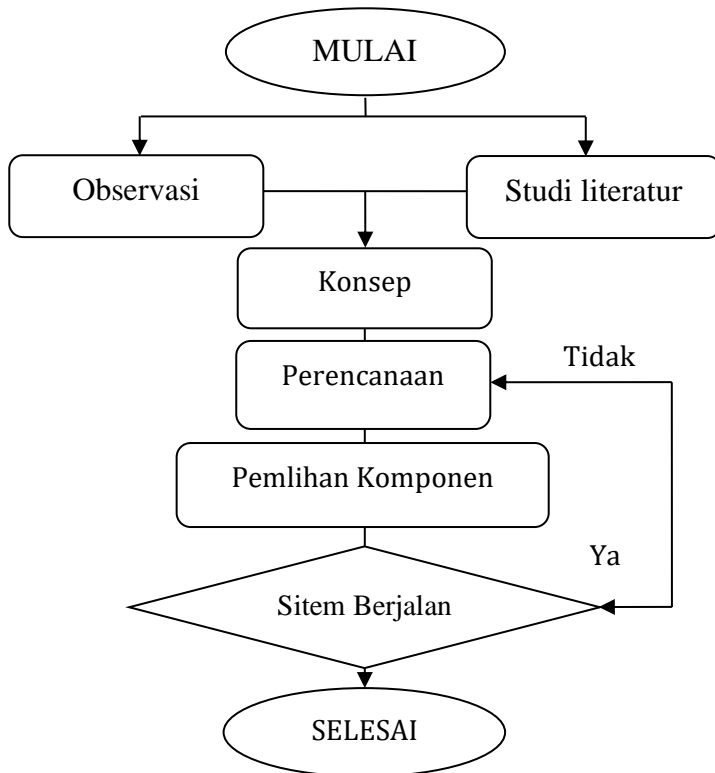 MULAI
Observasi
Studi literatur
Konsep
Perencanaan
Tidak
Pemlihan Komponen
Ya
Sitem Berjalan
SELESAI